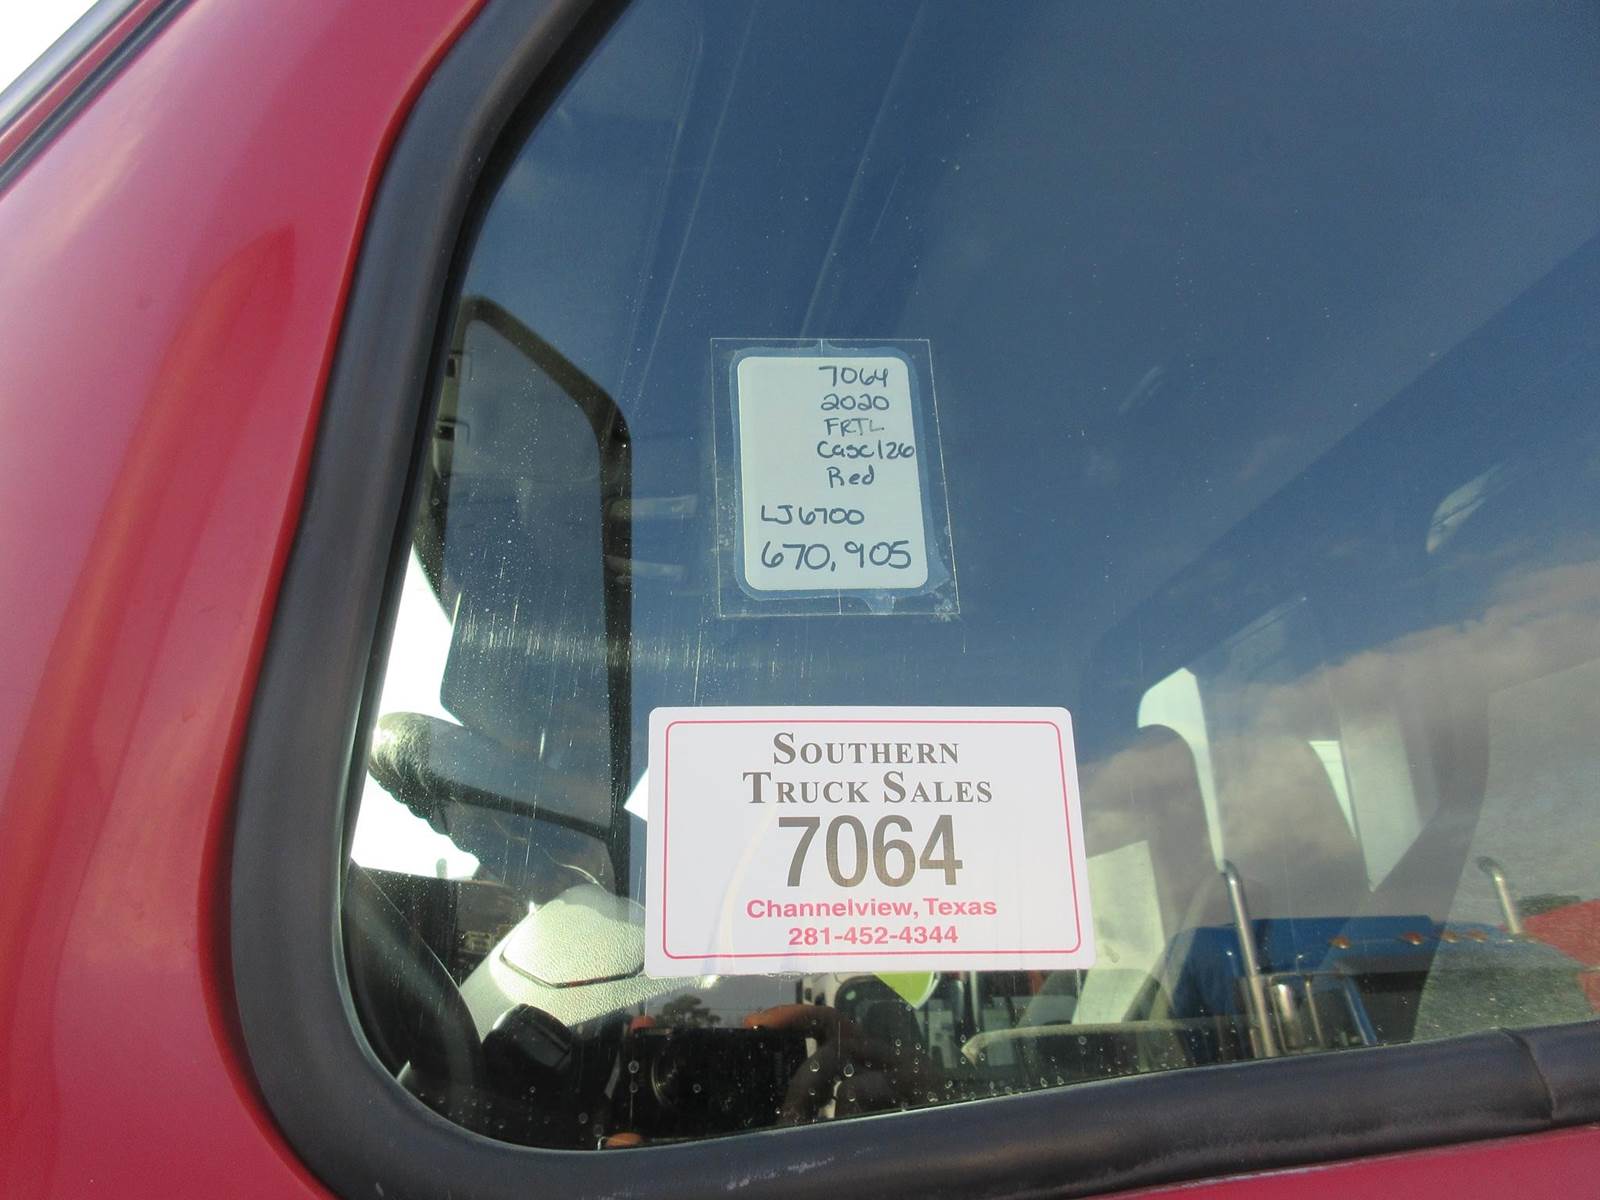 7064
2020
FRTL
Casc126
Red
LJ6700
670,905
SOUTHERN
TRUCK SALES
7064
Channelview, Texas
281-452-4344